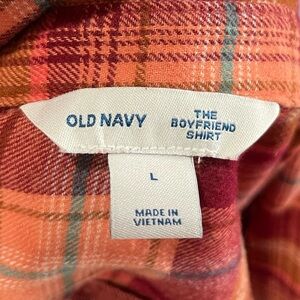 OLD NAVY
THE
BOYFRIEND
SHIRT
L
MADE IN
VIETNAM